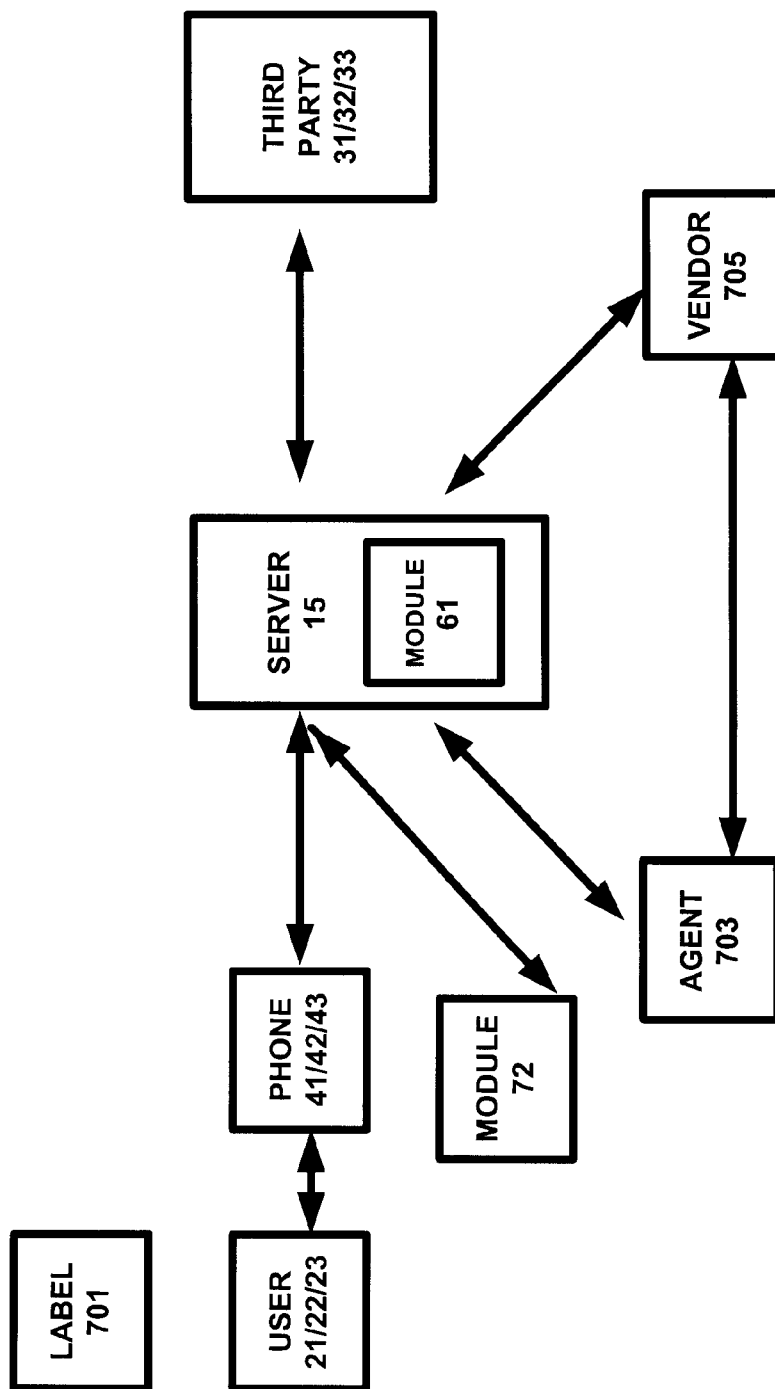 LABEL
701
USER
21/22/23
PHONE
41/42/43
MODULE
72
AGENT
703
SERVER
15
MODULE
61
THIRD
PARTY
31/32/33
VENDOR
705